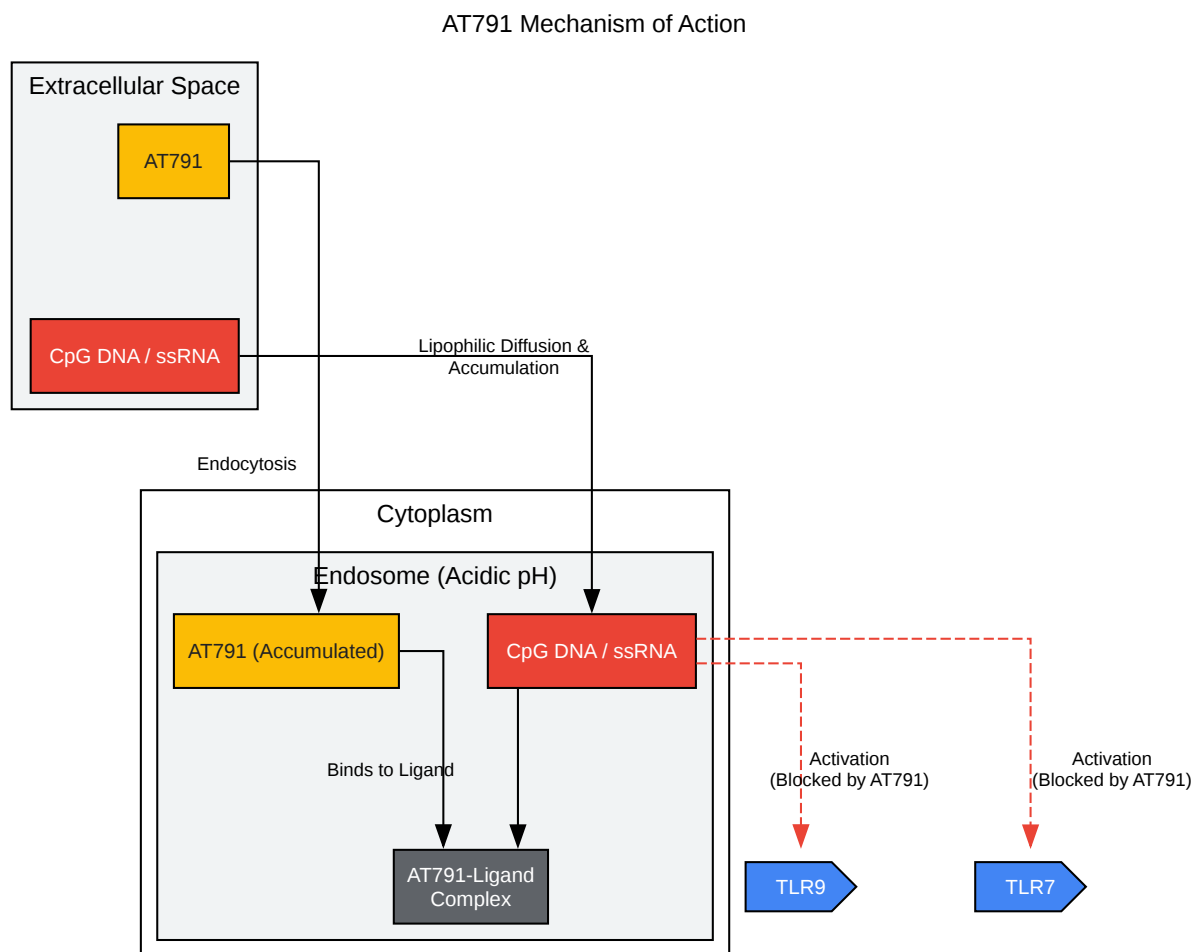 AT791 Mechanism of Action
Extracellular Space
AT791
CpG DNA / ssRNA
Lipophilic Diffusion &
Accumulation
Endocytosis
Cytoplasm
Endosome (Acidic pH)
AT791 (Accumulated)
CpG DNA / ssRNA
Binds to Ligand
Activation
(Blocked by AT791)
Activation
(Blocked by AT791)
AT791-Ligand
Complex
TLR9
TLR7